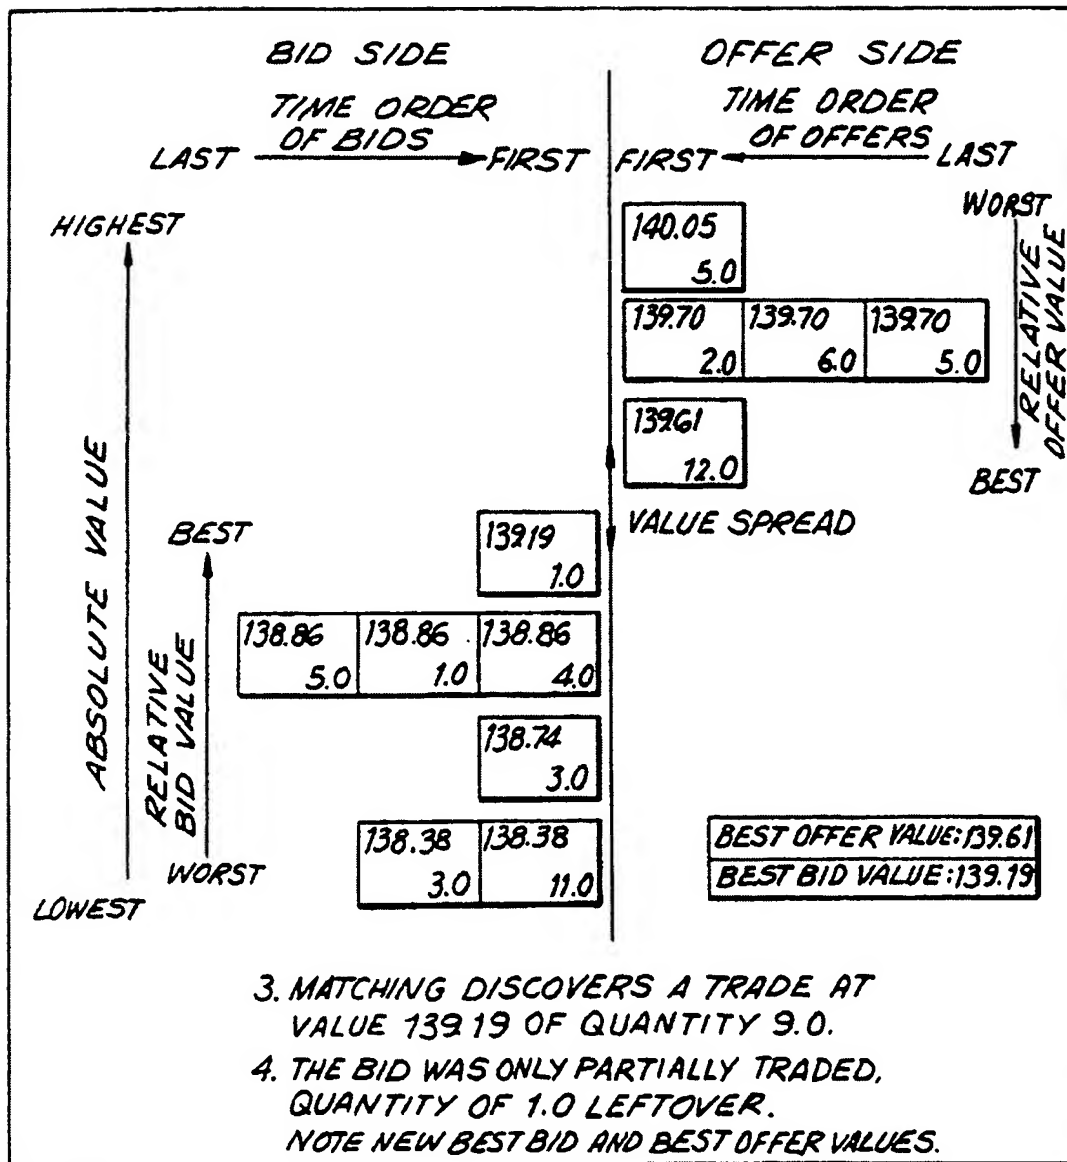 BID SIDE
OFFER SIDE
TIME ORDER
OF BIDS
TIME ORDER
OF OFFERS
LAST
FIRST
FIRST
LAST
HIGHEST
WORST
140.05
5.0
RELATIVE
OFFER VALUE
139.70 139.70 139.70
2.0 6.0 5.0
139.61
12.0
BEST
ABSOLUTE VALUE
VALUE SPREAD
BEST
139.19
1.0
138.86 138.86 138.86
5.0 1.0 4.0
RELATIVE
BID VALUE
138.74
3.0
138.38 138.38
3.0 11.0
BEST OFFER VALUE:139.61
BEST BID VALUE:139.19
WORST
LOWEST
3. MATCHING DISCOVERS A TRADE AT
VALUE 139.19 OF QUANTITY 9.0.
4. THE BID WAS ONLY PARTIALLY TRADED,
QUANTITY OF 1.0 LEFTOVER.
NOTE NEW BEST BID AND BEST OFFER VALUES.